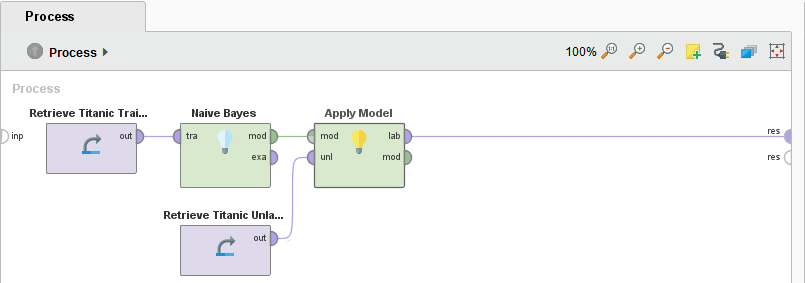 Process
Process
100%
Process
Retrieve Titanic Trai...
Naive Bayes
Apply Model
inp
out
tra
mod
exa
mod
lab
unl
mod
res
res
Retrieve Titanic Unla...
out